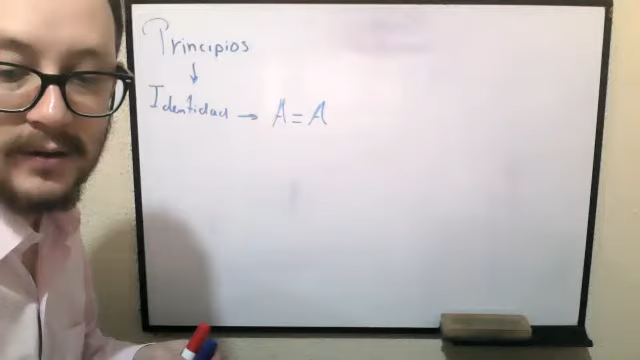 Principios
↓
Identidad → A = A